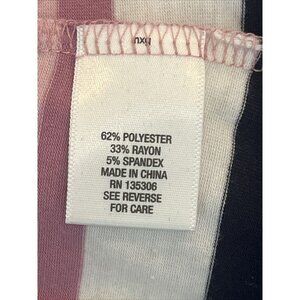 62% POLYESTER
33% RAYON
5% SPANDEX
MADE IN CHINA
RN 135306
SEE REVERSE
FOR CARE